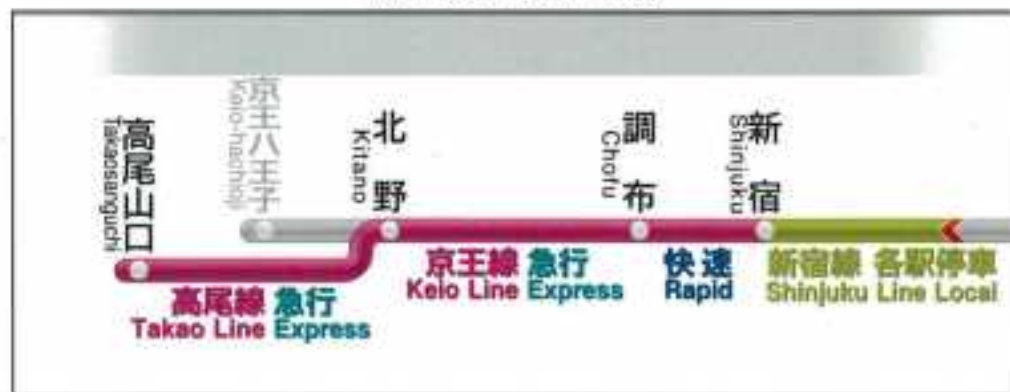 高尾山口
Takaosanguchi
京王八王子
Keio-hachioji
北野
Kitano
調布
Chofu
新宿
Shinjuku
京王線 急行
Keio Line Express
快速
Rapid
新宿線 各駅停車
Shinjuku Line Local
高尾線 急行
Takao Line Express